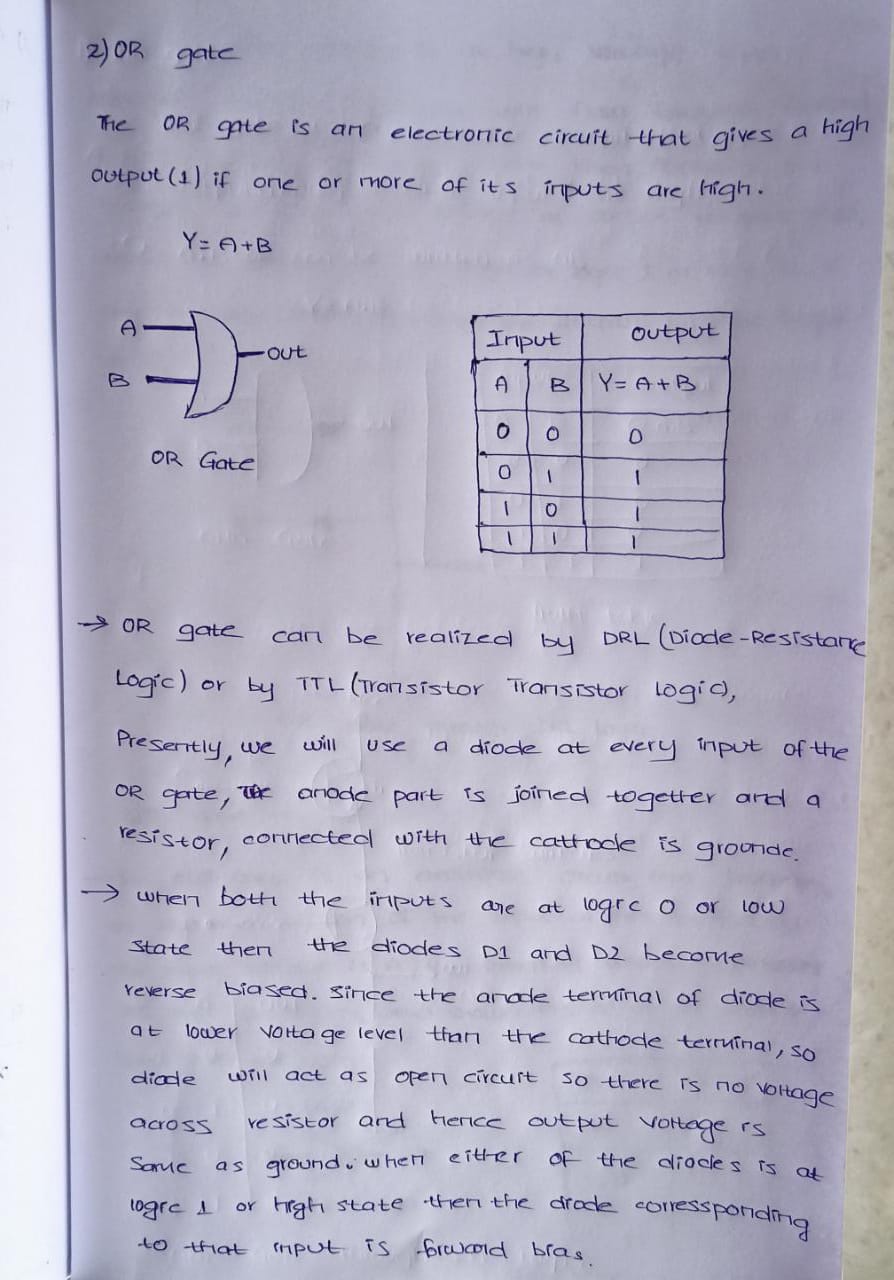 2) OR gate
The OR gate is an electronic circuit that gives a high
output (1) if one or more of its inputs are high.
Y = A+B
A
B
out
OR Gate
Input output
A B Y = A + B
0 0 0
0 1 1
1 0 1
1 1 1
→ OR gate can be realized by DRL (Diode-Resistance
Logic) or by TTL (Transistor Transistor logic),
Presently, we will use a diode at every input of the
OR gate, The anode part is joined together and a
resistor, connected with the cathode is grounde.
→ when both the inputs are at logic 0 or low
state then the diodes D1 and D2 become
reverse biased. Since the anode terminal of diode is
at lower voltage level than the cathode terminal, so
diode will act as open circuit so there is no voltage
across resistor and hence output voltage is
Same as ground. when either of the diodes is at
logic 1 or high state then the diode corressponding
to that input is forword bias.